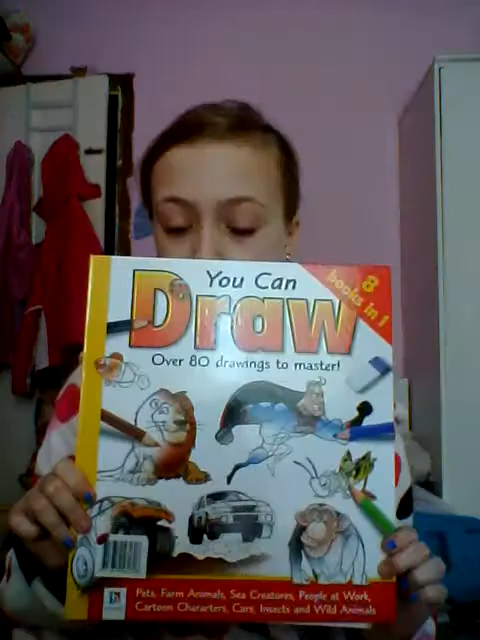 You Can
Draw
8
books in 1
Over 80 drawings to master!
Pets, Farm Animals, Sea Creatures, People at Work,
Cartoon Characters, Cars, Insects and Wild Animals